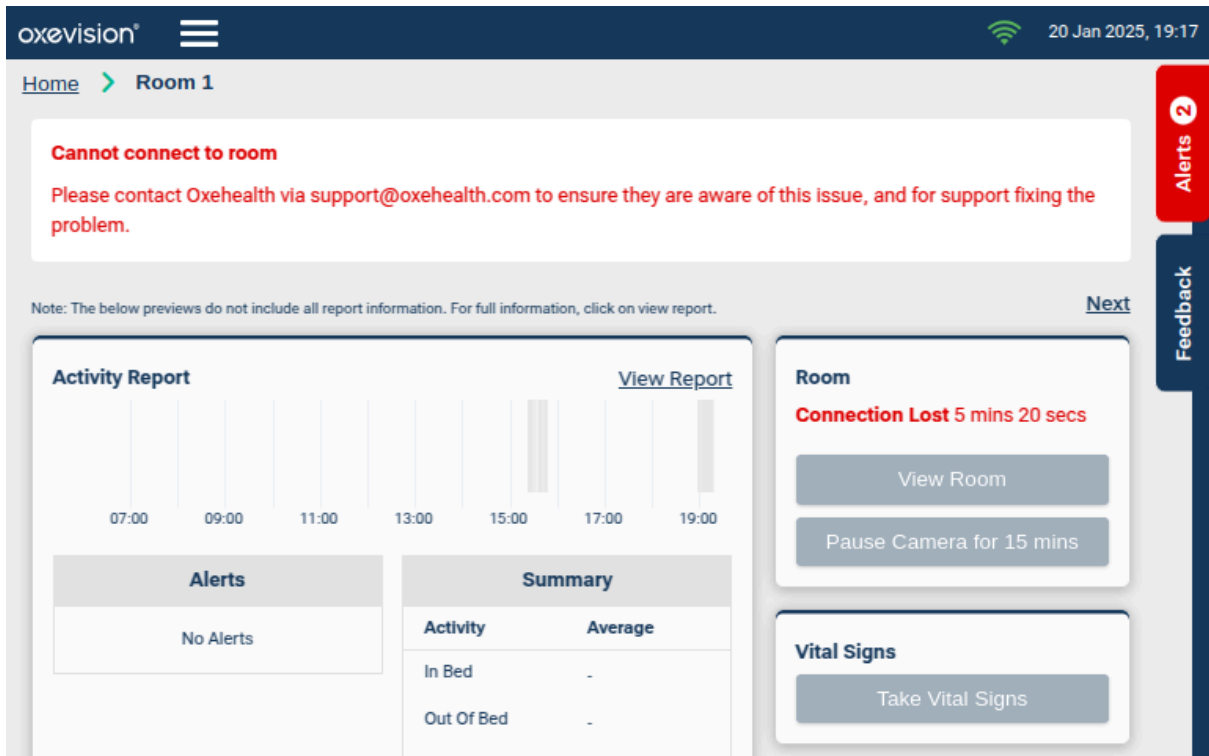 oxevision®
20 Jan 2025, 19:17
Home
Room 1
Alerts 2
Feedback
Cannot connect to room
Please contact Oxehealth via support@oxehealth.com to ensure they are aware of this issue, and for support fixing the
problem.
Note: The below previews do not include all report information. For full information, click on view report.
Next
Activity Report
View Report
07:00 09:00 11:00 13:00 15:00 17:00 19:00
Alerts
No Alerts
Summary
Activity Average
In Bed -
Out Of Bed -
Room
Connection Lost 5 mins 20 secs
View Room
Pause Camera for 15 mins
Vital Signs
Take Vital Signs